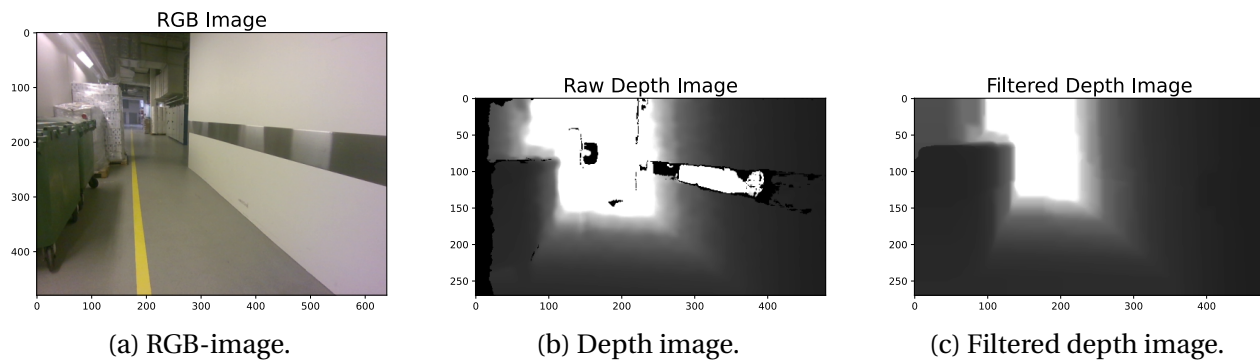 RGB Image
0
100
200
300
400
0 100 200 300 400 500 600
(a) RGB-image.
Raw Depth Image
0
50
100
150
200
250
0 100 200 300 400
(b) Depth image.
Filtered Depth Image
0
50
100
150
200
250
0 100 200 300 400
(c) Filtered depth image.